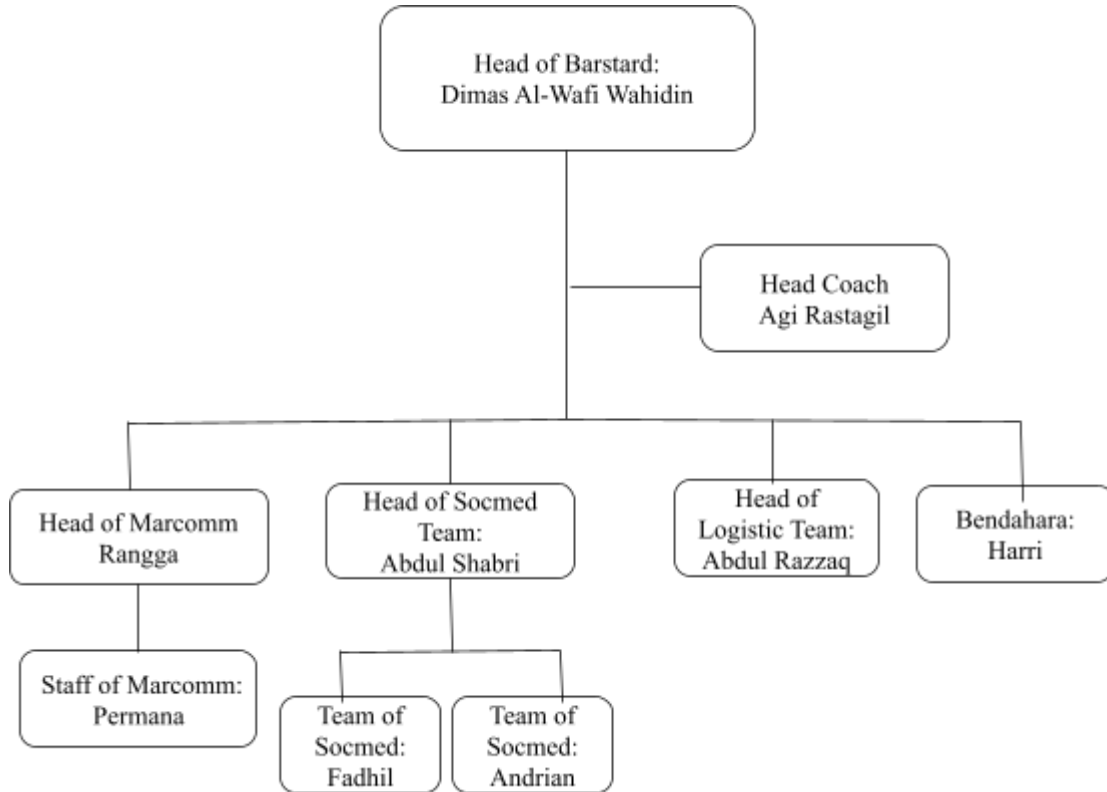 Head of Barstard:
Dimas Al-Wafi Wahidin
Head Coach
Agi Rastagil
Head of Marcomm
Rangga
Head of Socmed
Team:
Abdul Shabri
Head of
Logistic Team:
Abdul Razzaq
Bendahara:
Harri
Staff of Marcomm:
Permana
Team of
Socmed:
Fadhil
Team of
Socmed:
Andrian